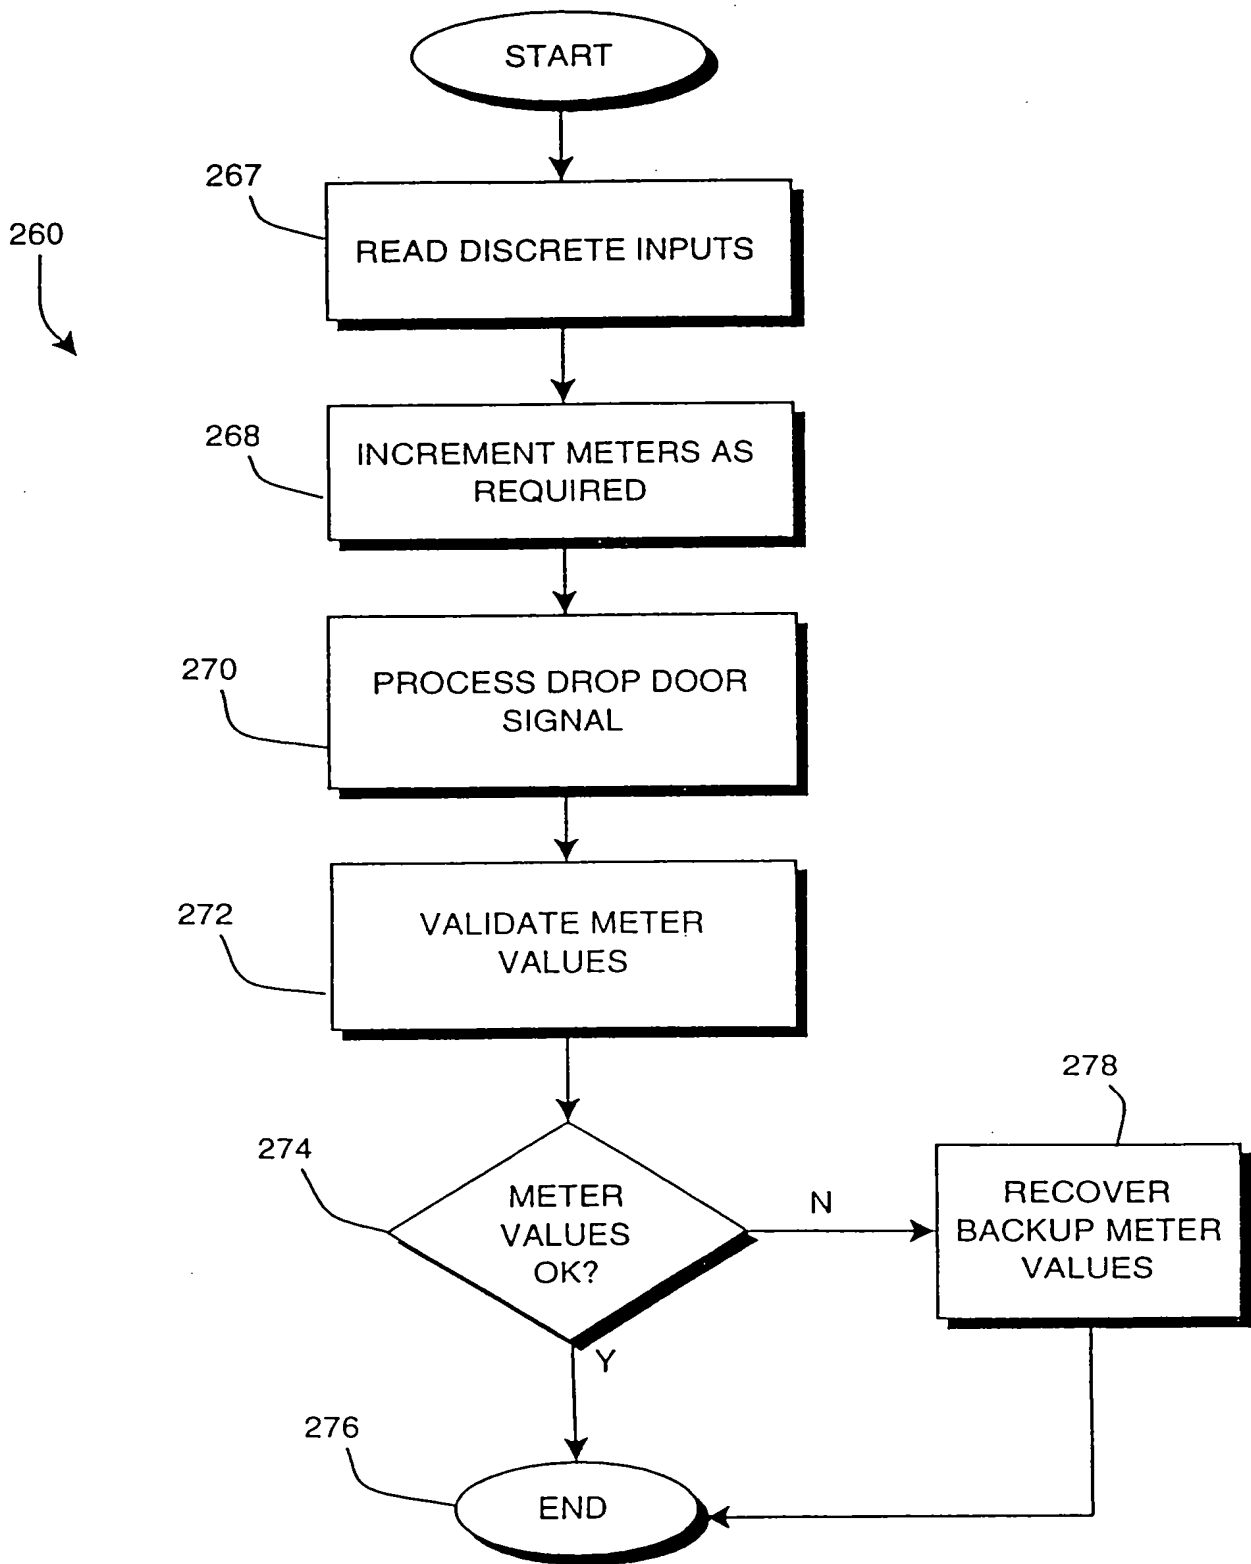 START
267
READ DISCRETE INPUTS
260
268
INCREMENT METERS AS
REQUIRED
270
PROCESS DROP DOOR
SIGNAL
272
VALIDATE METER
VALUES
278
274
METER
VALUES
OK?
N
RECOVER
BACKUP METER
VALUES
Y
276
END